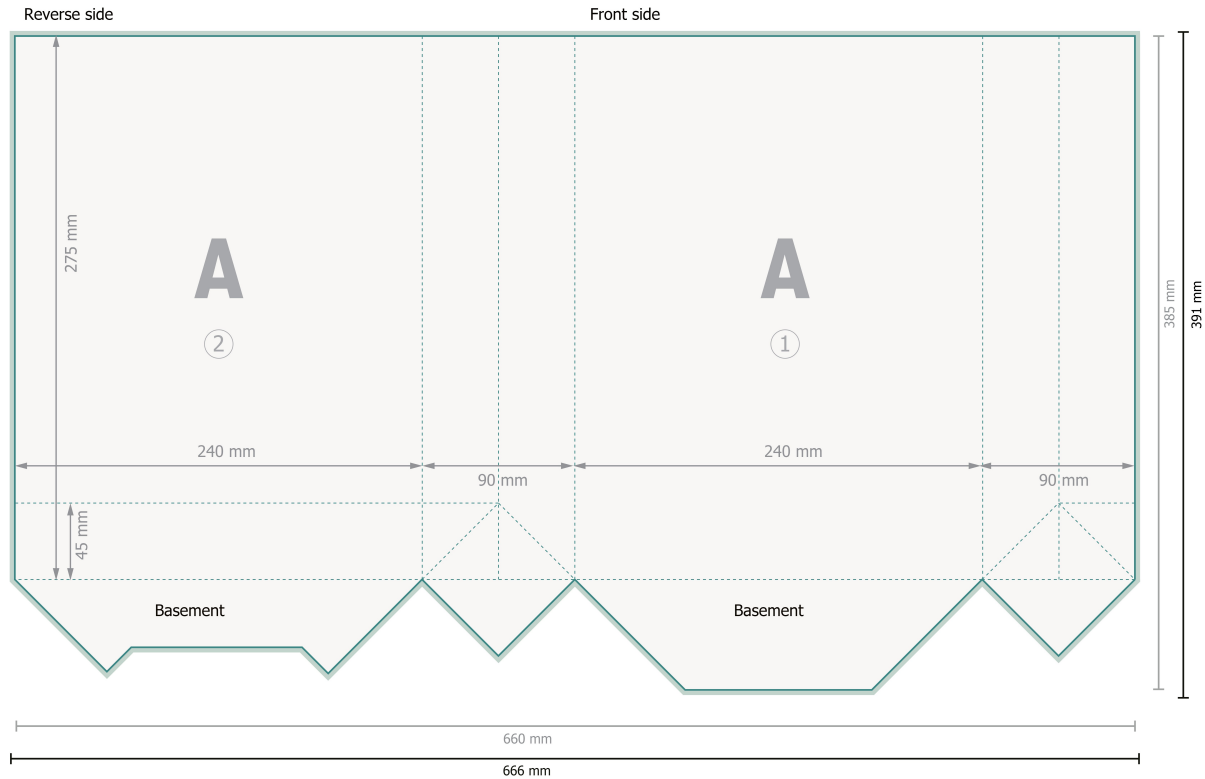 Reverse side
Front side
275 mm
A
2
A
1
385 mm
391 mm
240 mm
90 mm
240 mm
90 mm
45 mm
Basement
Basement
660 mm
666 mm